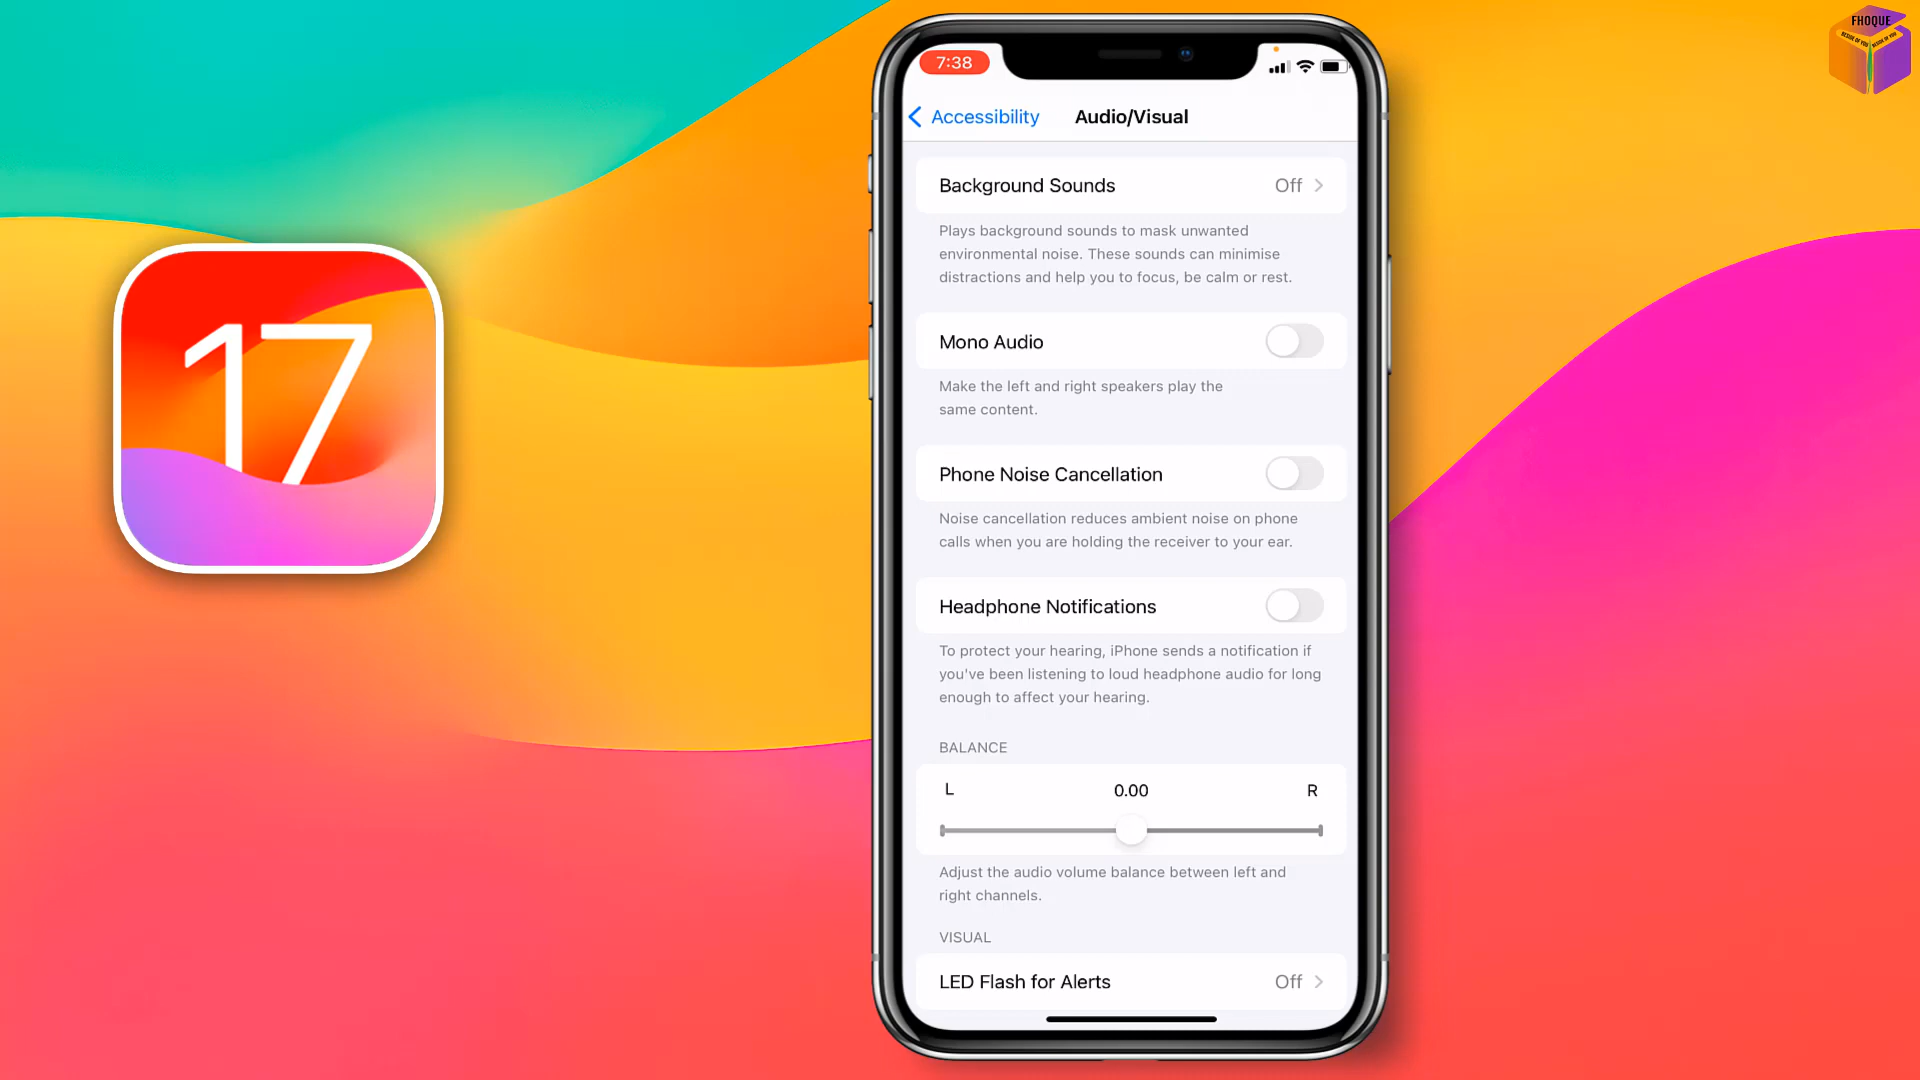 FHOQUE
7:38
Accessibility
Audio/Visual
Background Sounds
Off
Plays background sounds to mask unwanted
environmental noise. These sounds can minimise
distractions and help you to focus, be calm or rest.
17
Mono Audio
Make the left and right speakers play the
same content.
Phone Noise Cancellation
Noise cancellation reduces ambient noise on phone
calls when you are holding the receiver to your ear.
Headphone Notifications
To protect your hearing, iPhone sends a notification if
you've been listening to loud headphone audio for long
enough to affect your hearing.
BALANCE
L
0.00
R
Adjust the audio volume balance between left and
right channels.
VISUAL
LED Flash for Alerts
Off